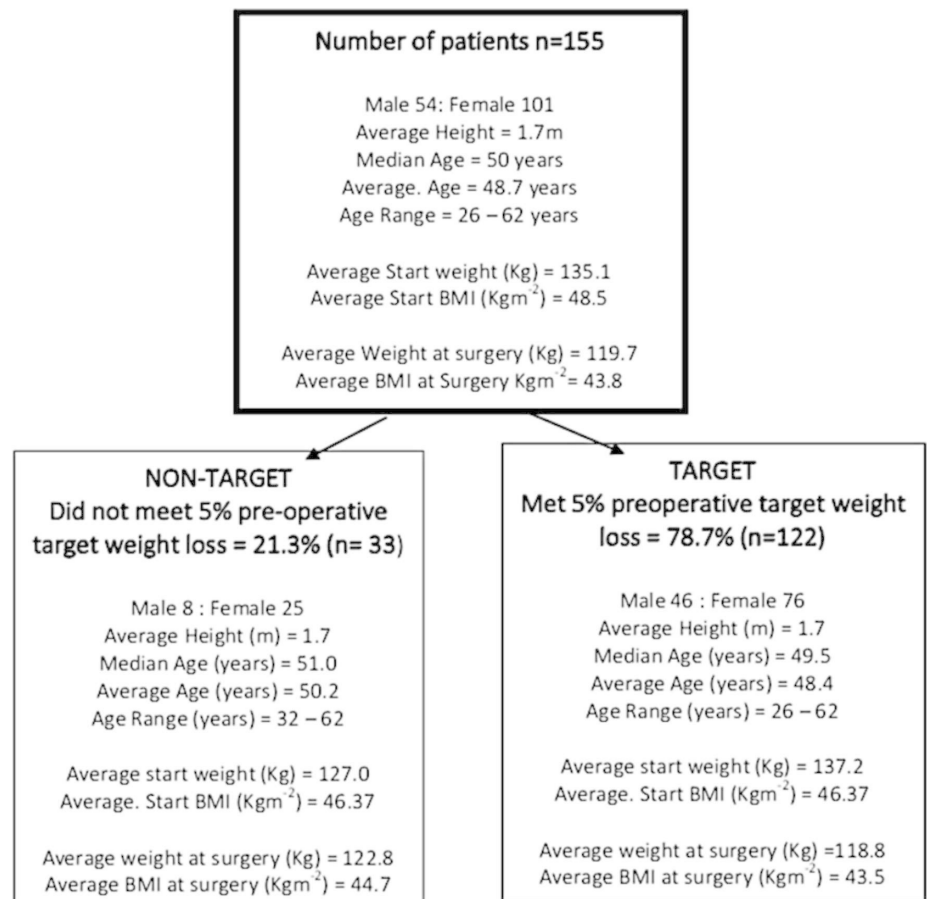 Number of patients n=155
Male 54: Female 101
Average Height = 1.7m
Median Age = 50 years
Average. Age = 48.7 years
Age Range = 26 – 62 years
Average Start weight (Kg) = 135.1
Average Start BMI (Kgm⁻²) = 48.5
Average Weight at surgery (Kg) = 119.7
Average BMI at Surgery Kgm⁻²= 43.8
NON-TARGET
Did not meet 5% pre-operative
target weight loss = 21.3% (n= 33)
Male 8 : Female 25
Average Height (m) = 1.7
Median Age (years) = 51.0
Average Age (years) = 50.2
Age Range (years) = 32 – 62
Average start weight (Kg) = 127.0
Average. Start BMI (Kgm⁻²) = 46.37
Average weight at surgery (Kg) = 122.8
Average BMI at surgery (Kgm⁻²) = 44.7
TARGET
Met 5% preoperative target weight
loss = 78.7% (n=122)
Male 46 : Female 76
Average Height (m) = 1.7
Median Age (years) = 49.5
Average Age (years) = 48.4
Age Range (years) = 26 – 62
Average start weight (Kg) = 137.2
Average. Start BMI (Kgm⁻²) = 46.37
Average weight at surgery (Kg) =118.8
Average BMI at surgery (Kgm⁻²) = 43.5